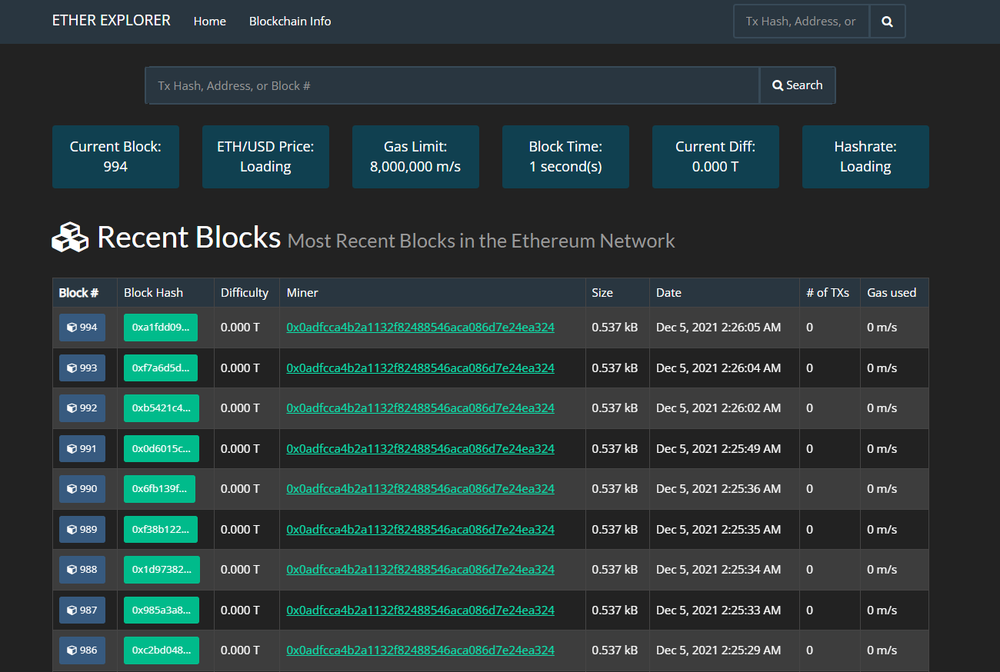 ETHER EXPLORER Home Blockchain Info Tx Hash, Address, or
Tx Hash, Address, or Block # Search
Current Block: ETH/USD Price: Gas Limit: Block Time: Current Diff: Hashrate:
994 Loading 8,000,000 m/s 1 second(s) 0.000 T Loading
Recent Blocks Most Recent Blocks in the Ethereum Network
Block # Block Hash Difficulty Miner Size Date # of TXs Gas used
994 0xa1fdd09... 0.000 T 0x0adfcca4b2a1132f82488546aca086d7e24ea324 0.537 kB Dec 5, 2021 2:26:05 AM 0 0 m/s
993 0xf7a6d5d... 0.000 T 0x0adfcca4b2a1132f82488546aca086d7e24ea324 0.537 kB Dec 5, 2021 2:26:04 AM 0 0 m/s
992 0xb5421c4... 0.000 T 0x0adfcca4b2a1132f82488546aca086d7e24ea324 0.537 kB Dec 5, 2021 2:26:02 AM 0 0 m/s
991 0x0d6015c... 0.000 T 0x0adfcca4b2a1132f82488546aca086d7e24ea324 0.537 kB Dec 5, 2021 2:25:49 AM 0 0 m/s
990 0x6fb139f... 0.000 T 0x0adfcca4b2a1132f82488546aca086d7e24ea324 0.537 kB Dec 5, 2021 2:25:36 AM 0 0 m/s
989 0xf38b122... 0.000 T 0x0adfcca4b2a1132f82488546aca086d7e24ea324 0.537 kB Dec 5, 2021 2:25:35 AM 0 0 m/s
988 0x1d97382... 0.000 T 0x0adfcca4b2a1132f82488546aca086d7e24ea324 0.537 kB Dec 5, 2021 2:25:34 AM 0 0 m/s
987 0x985a3a8... 0.000 T 0x0adfcca4b2a1132f82488546aca086d7e24ea324 0.537 kB Dec 5, 2021 2:25:33 AM 0 0 m/s
986 0xc2bd048... 0.000 T 0x0adfcca4b2a1132f82488546aca086d7e24ea324 0.537 kB Dec 5, 2021 2:25:29 AM 0 0 m/s